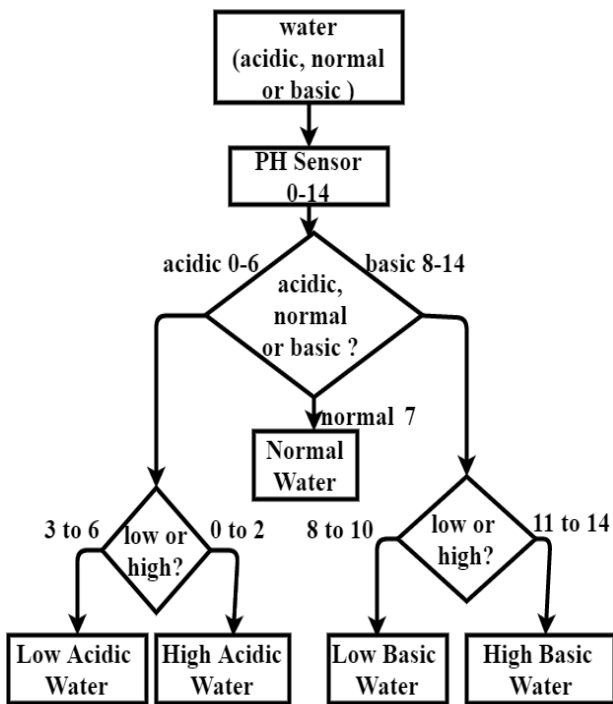 water
(acidic, normal
or basic )
PH Sensor
0-14
acidic 0-6
basic 8-14
acidic,
normal
or basic ?
normal 7
Normal
Water
3 to 6
low or
high?
0 to 2
8 to 10
low or
high?
11 to 14
Low Acidic
Water
High Acidic
Water
Low Basic
Water
High Basic
Water